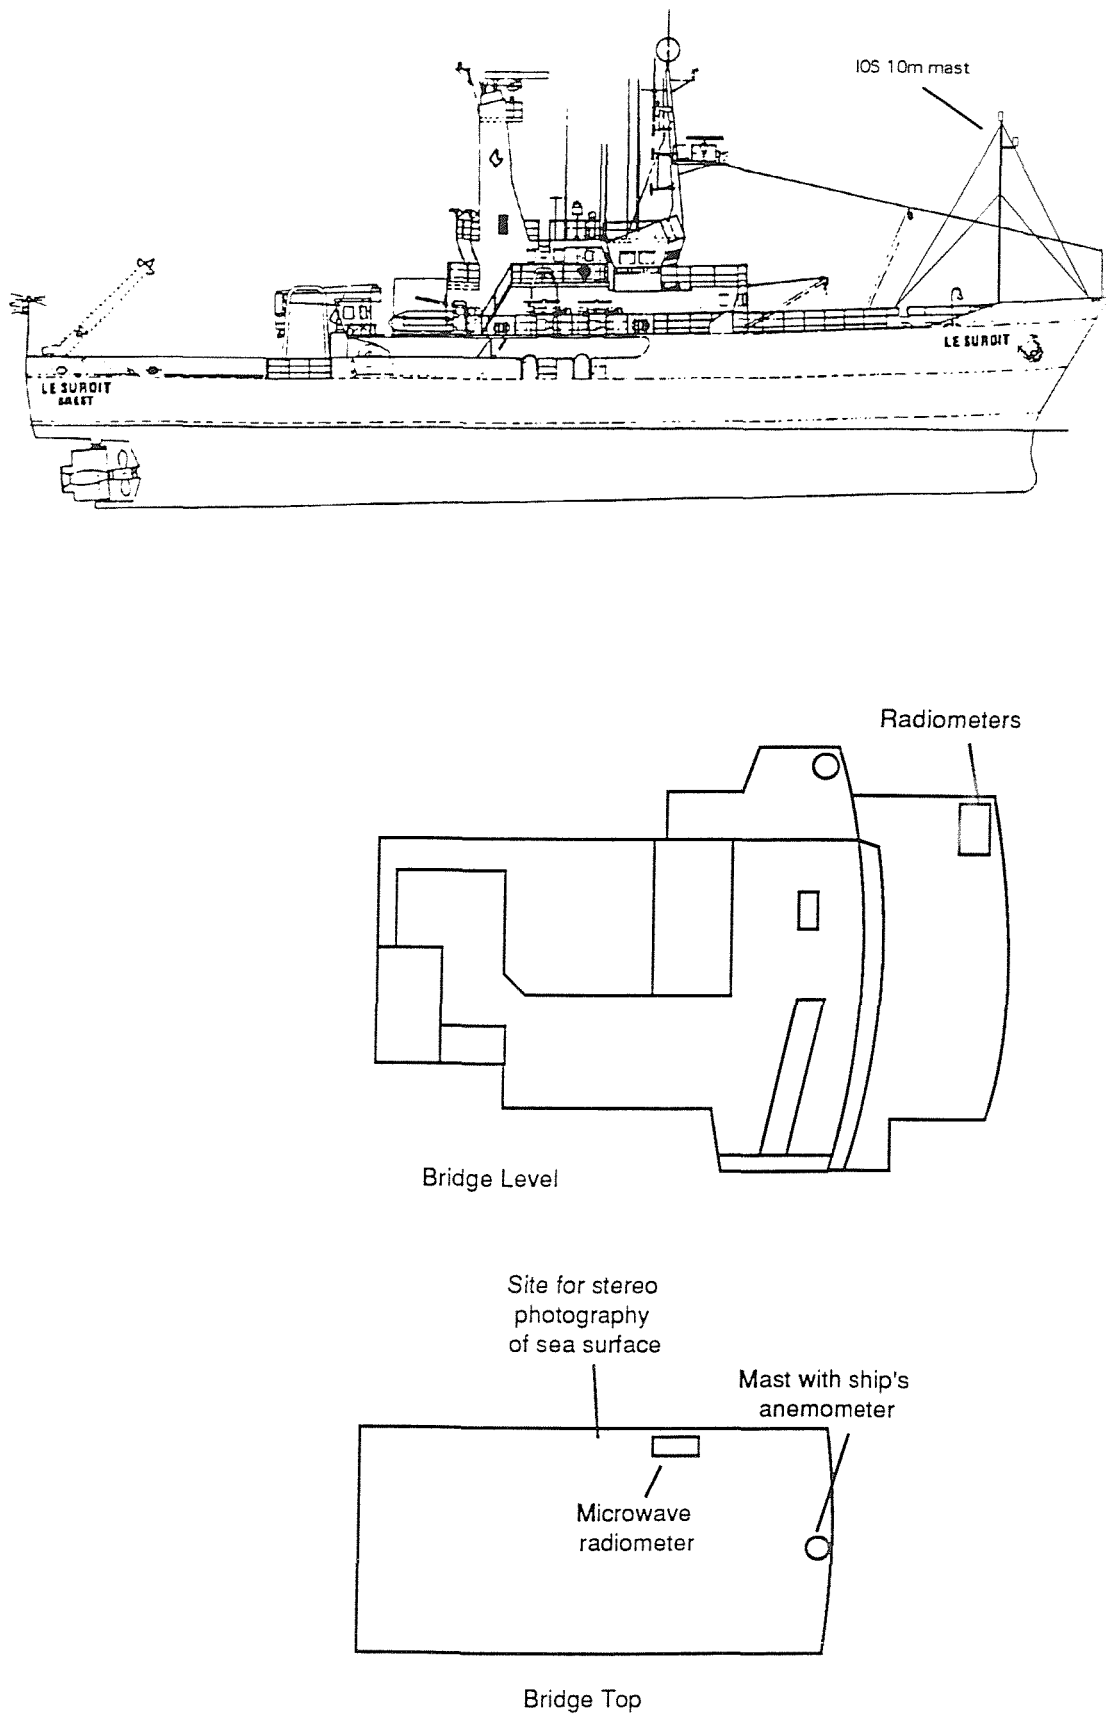 IOS 10m mast
LE SUROIT
LE SUROIT
BREST
Radiometers
Bridge Level
Site for stereo
photography
of sea surface
Mast with ship's
anemometer
Microwave
radiometer
Bridge Top